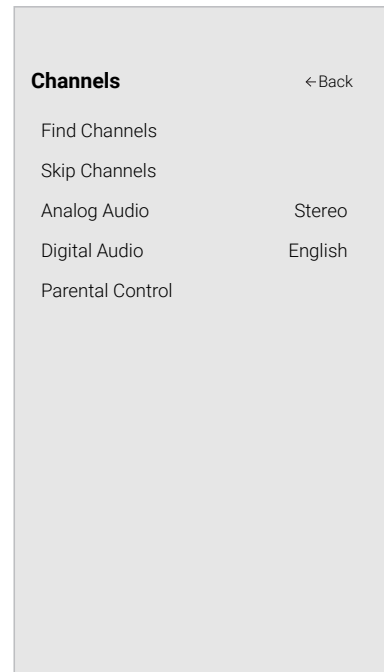 Channels ←Back
Find Channels
Skip Channels
Analog Audio Stereo
Digital Audio English
Parental Control